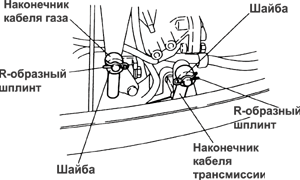 Наконечник
кабеля газа
Шайба
R-образный
шплинт
R-образный
шплинт
Шайба
Наконечник
кабеля
трансмиссии